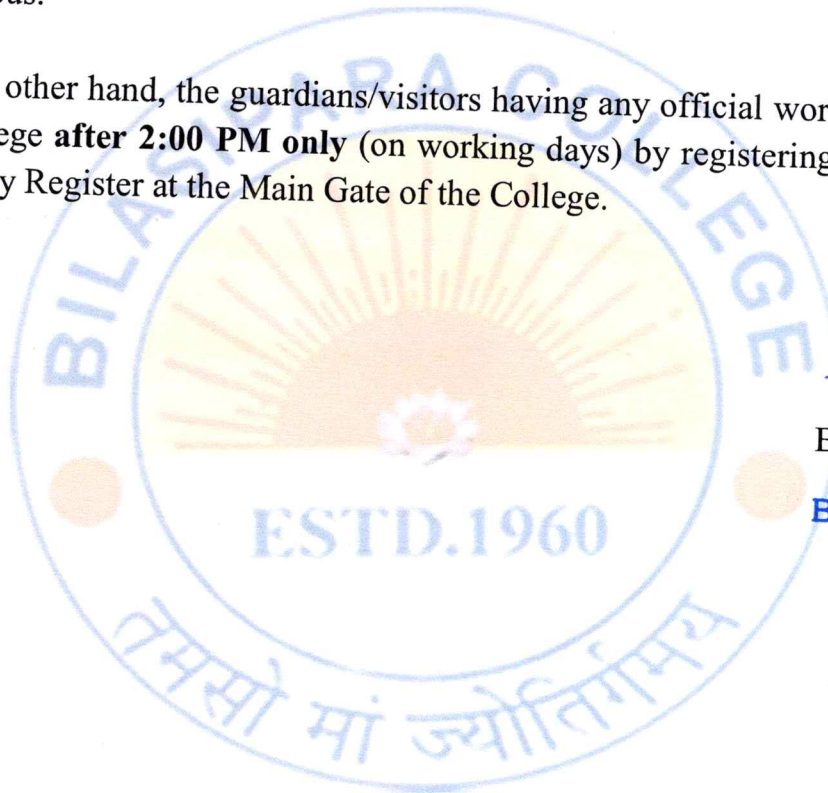 other hand, the guardians/visitors having any official wor
ege after 2:00 PM only (on working days) by registering
y Register at the Main Gate of the College.
BILASIPARA COLLEGE
ESTD.1960
तमसो मां ज्योतिर्गमय